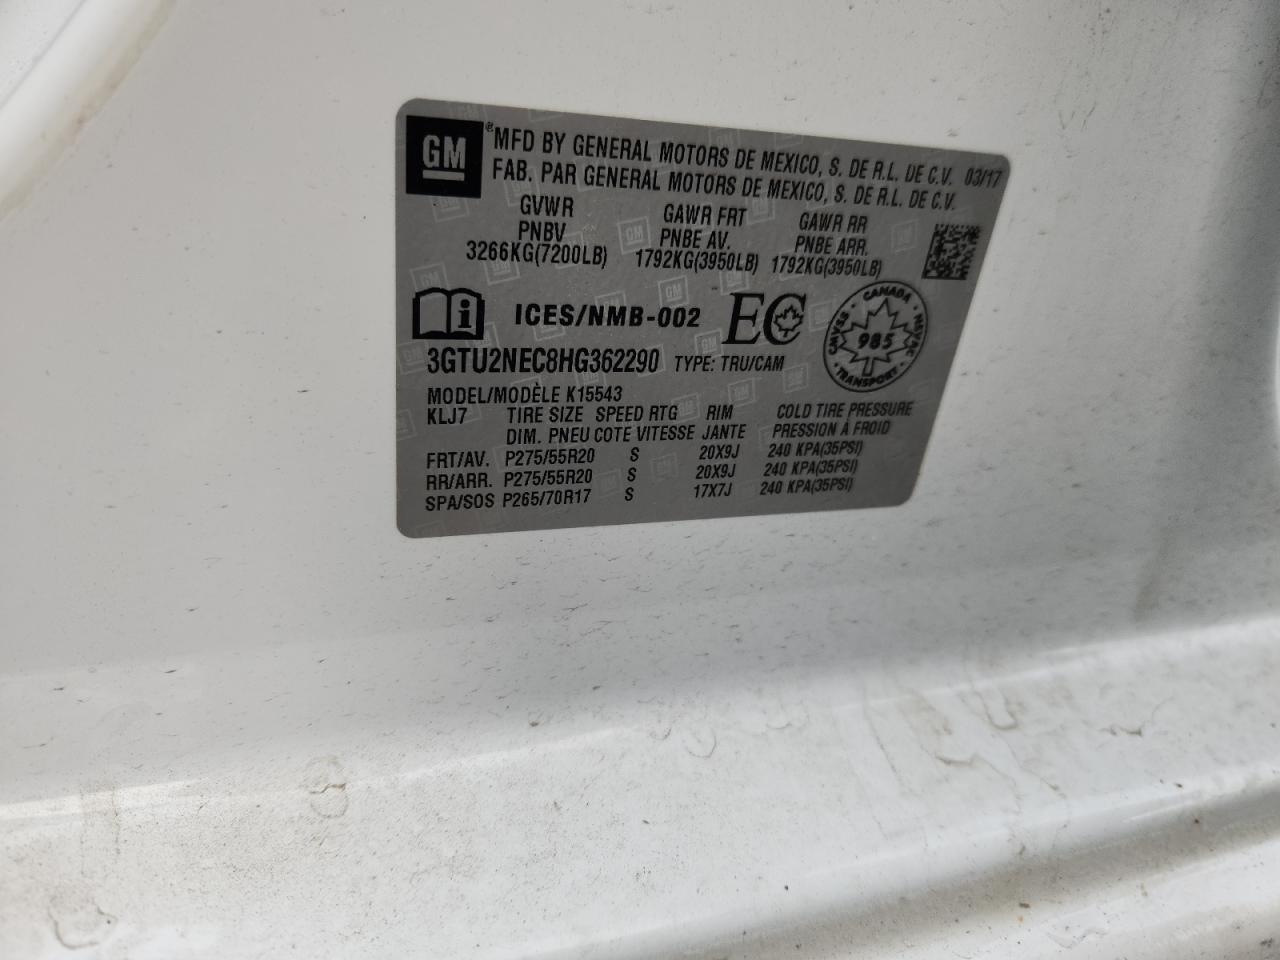 GM ® MFD BY GENERAL MOTORS DE MEXICO, S. DE R.L. DE C.V. 03/17
FAB. PAR GENERAL MOTORS DE MEXICO, S. DE R.L. DE C.V.
GVWR GAWR FRT GAWR RR
PNBV PNBE AV. PNBE ARR.
3266KG(7200LB) 1792KG(3950LB) 1792KG(3950LB)
i ICES/NMB-002 EC
CANADA CMVSS 985 NSVAC TRANSPORT
3GTU2NEC8HG362290 TYPE: TRU/CAM
MODEL/MODÈLE K15543
KLJ7 TIRE SIZE SPEED RTG RIM COLD TIRE PRESSURE
DIM. PNEU COTE VITESSE JANTE PRESSION À FROID
FRT/AV. P275/55R20 S 20X9J 240 KPA(35PSI)
RR/ARR. P275/55R20 S 20X9J 240 KPA(35PSI)
SPA/SOS P265/70R17 S 17X7J 240 KPA(35PSI)